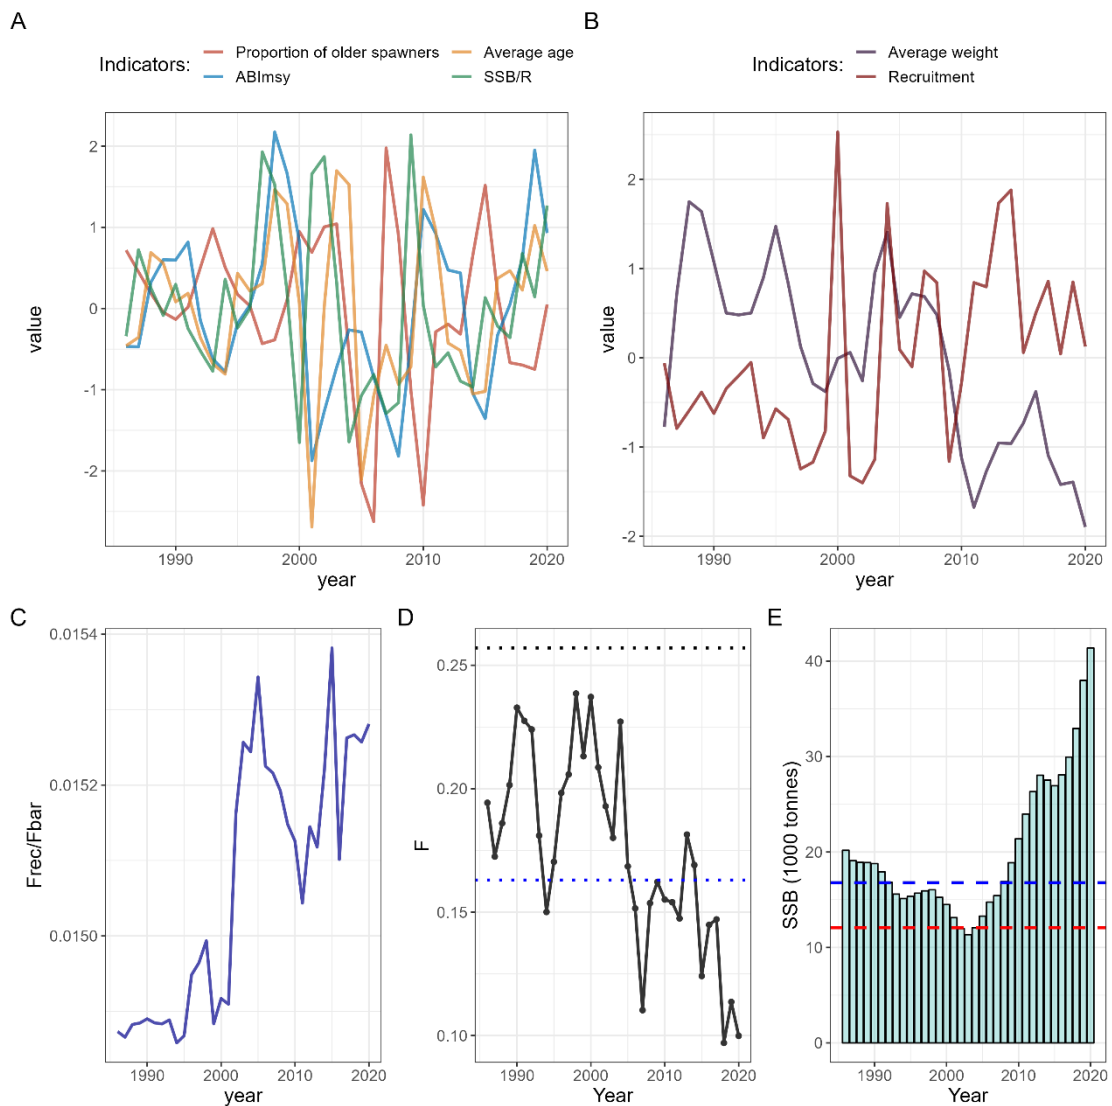 A
Indicators:
Proportion of older spawners
Average age
ABImsy
SSB/R
value
2
1
0
-1
-2
1990
2000
2010
2020
year
B
Indicators:
Average weight
Recruitment
value
2
1
0
-1
-2
1990
2000
2010
2020
year
C
Frec/Fbar
0.0154
0.0152
0.0150
1990
2000
2010
2020
year
D
F
0.25
0.20
0.15
0.10
1990
2000
2010
2020
Year
E
SSB (1000 tonnes)
40
30
20
10
0
1990
2000
2010
2020
Year